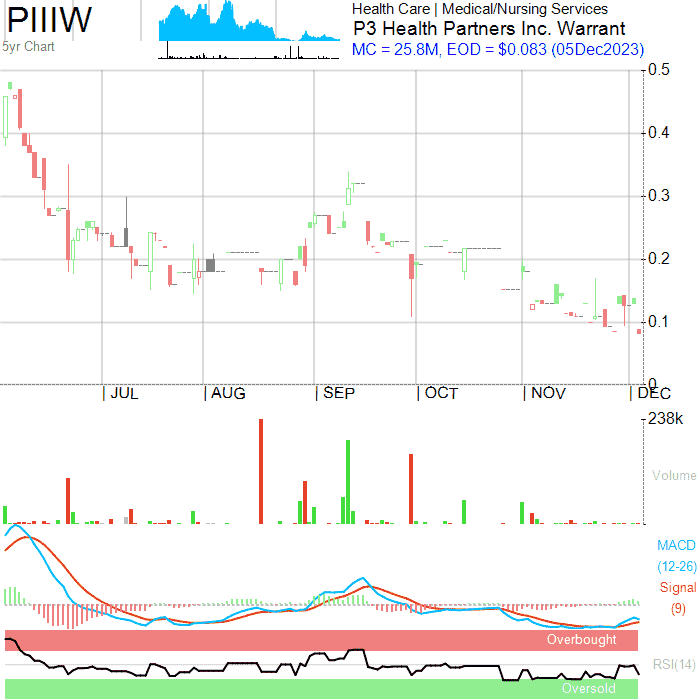 PIIIW
5yr Chart
Health Care | Medical/Nursing Services
P3 Health Partners Inc. Warrant
MC = 25.8M, EOD = $0.083 (05Dec2023)
0.5
0.4
0.3
0.2
0.1
0
| JUL | AUG | SEP | OCT | NOV | DEC
238k
Volume
MACD
(12-26)
Signal
(9)
Overbought
RSI(14)
Oversold